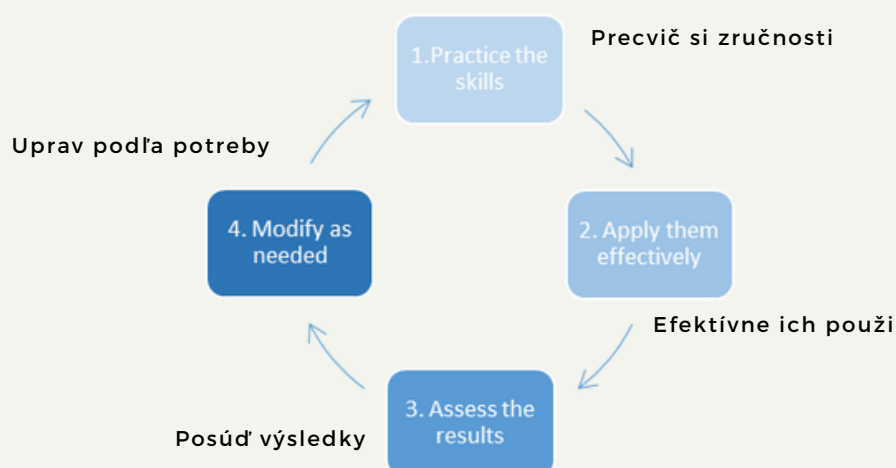 1.Practice the
skills
Precvič si zručnosti
2. Apply them
effectively
Efektívne ich použi
3. Assess the
results
Posúď výsledky
4. Modify as
needed
Uprav podľa potreby